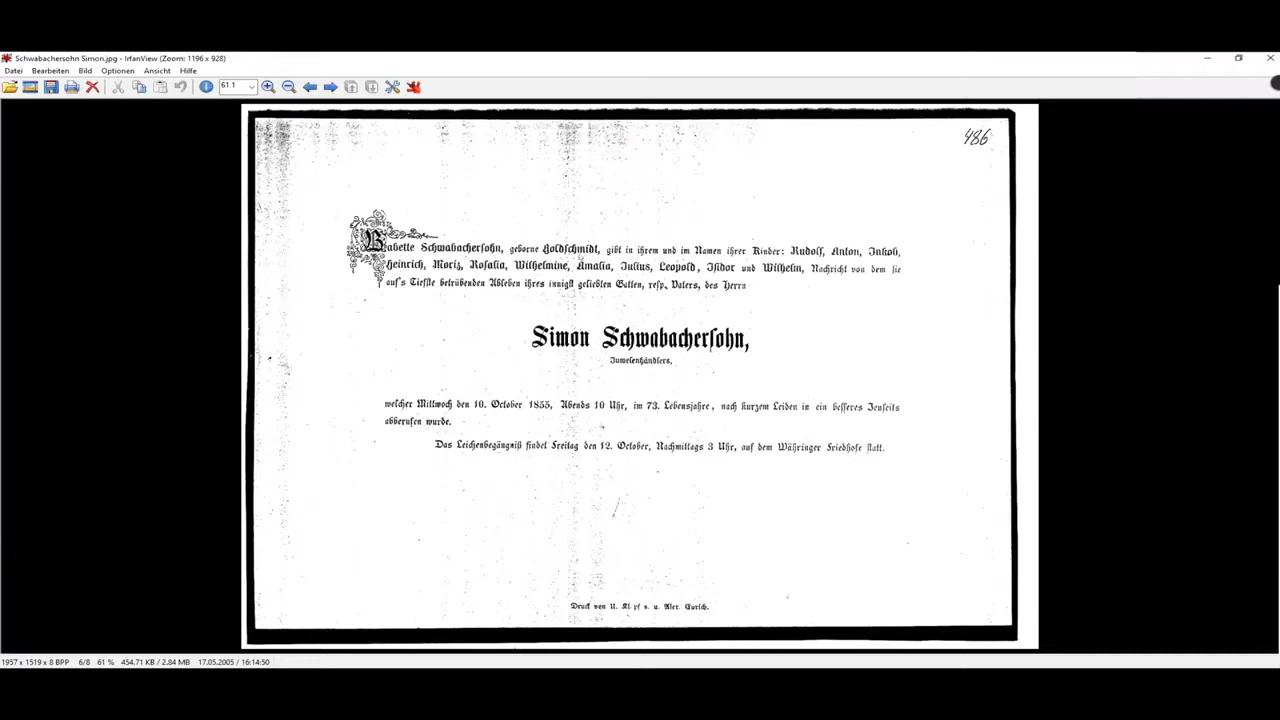 Schwabachersohn Simon.jpg - IrfanView (Zoom: 1196 x 928)
Datei Bearbeiten Bild Optionen Ansicht Hilfe
61.1
486
Babette Schwabachersohn, geborne Goldschmidt, gibt in ihrem und im Namen ihrer Kinder: Rudolf, Anton, Jakob,
Heinrich, Moriz, Rosalia, Wilhelmine, Amalia, Julius, Leopold, Isidor und Wilhelm, Nachricht von dem sie
auf's Tiefste betrübenden Ableben ihres innigst geliebten Gatten, resp. Vaters, des Herrn
Simon Schwabachersohn,
Juwelenhändlers,
welcher Mittwoch den 10. October 1855, Abends 10 Uhr, im 73. Lebensjahre, nach kurzem Leiden in ein besseres Jenseits
abberufen wurde.
Das Leichenbegängniß findet Freitag den 12. October, Nachmittags 3 Uhr, auf dem Währinger Friedhofe statt.
Druck von U. s. u. Alex. Eurich.
1957 x 1519 x 8 BPP 6/8 61 % 454.71 KB / 2.84 MB 17.05.2005 / 16:14:50